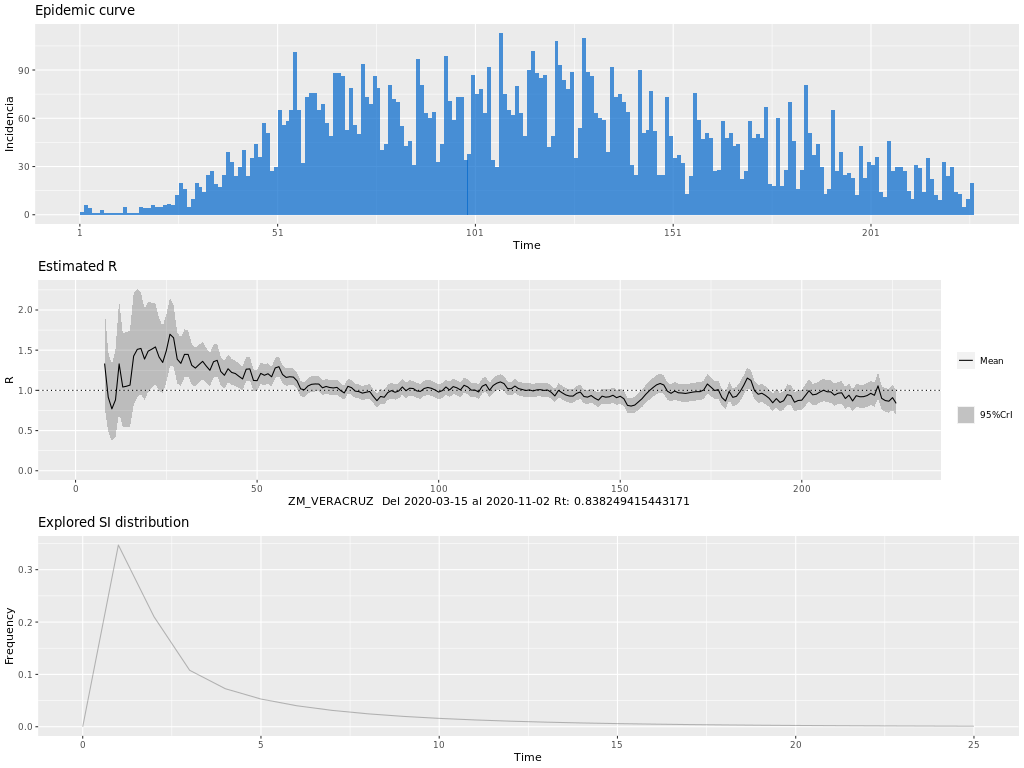 Epidemic curve
Incidencia
90
60
30
0
1 51 101 151 201
Time
Estimated R
R
2.0
1.5
1.0
0.5
0.0
0 50 100 150 200
ZM_VERACRUZ Del 2020-03-15 al 2020-11-02 Rt: 0.838249415443171
Mean
95%CrI
Explored SI distribution
Frequency
0.3
0.2
0.1
0.0
0 5 10 15 20 25
Time